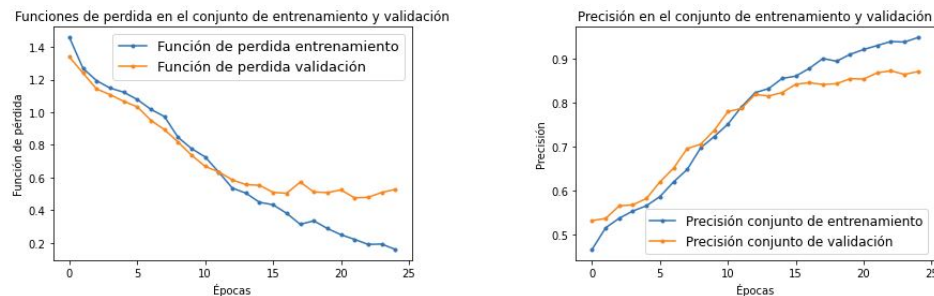 Funciones de perdida en el conjunto de entrenamiento y validación
Función de pérdida
1.4
1.2
1.0
0.8
0.6
0.4
0.2
Función de perdida entrenamiento
Función de perdida validación
0 5 10 15 20 25
Épocas
Precisión en el conjunto de entrenamiento y validación
Precisión
0.9
0.8
0.7
0.6
0.5
Precisión conjunto de entrenamiento
Precisión conjunto de validación
0 5 10 15 20 25
Épocas